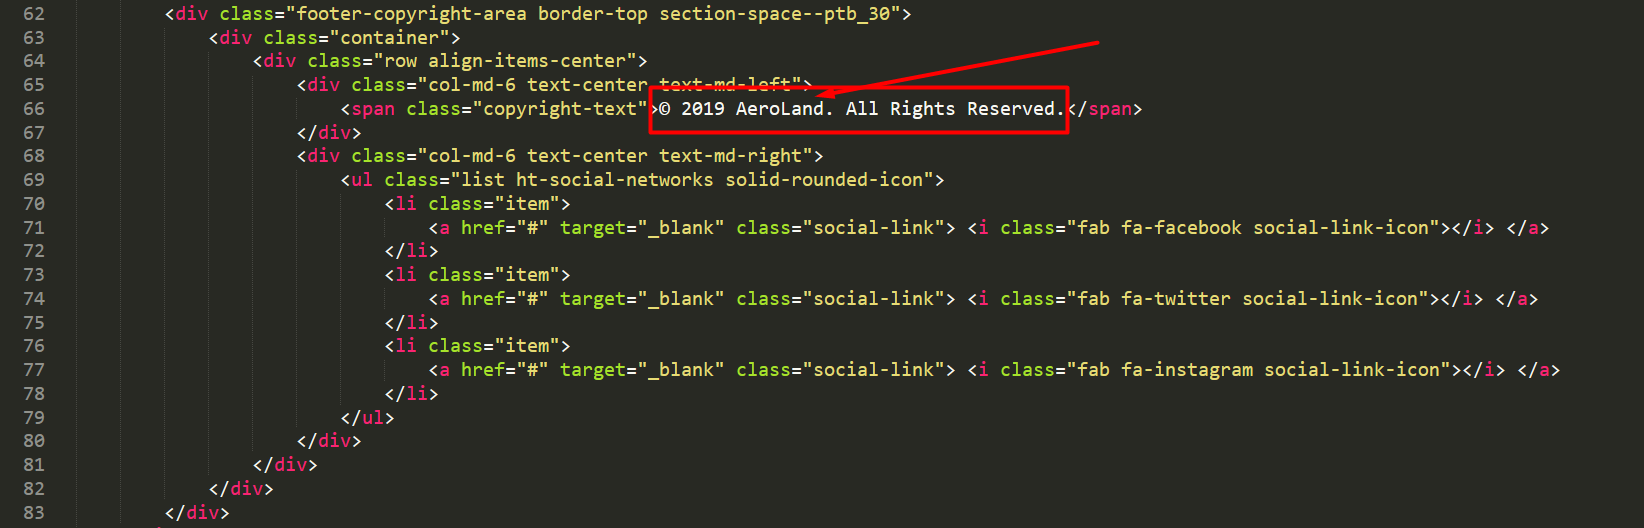 62 <div class="footer-copyright-area border-top section-space--ptb_30">
63 <div class="container">
64 <div class="row align-items-center">
65 <div class="col-md-6 text-center text-md-left">
66 <span class="copyright-text">© 2019 AeroLand. All Rights Reserved.</span>
67 </div>
68 <div class="col-md-6 text-center text-md-right">
69 <ul class="list ht-social-networks solid-rounded-icon">
70 <li class="item">
71 <a href="#" target="_blank" class="social-link"> <i class="fab fa-facebook social-link-icon"></i> </a>
72 </li>
73 <li class="item">
74 <a href="#" target="_blank" class="social-link"> <i class="fab fa-twitter social-link-icon"></i> </a>
75 </li>
76 <li class="item">
77 <a href="#" target="_blank" class="social-link"> <i class="fab fa-instagram social-link-icon"></i> </a>
78 </li>
79 </ul>
80 </div>
81 </div>
82 </div>
83 </div>